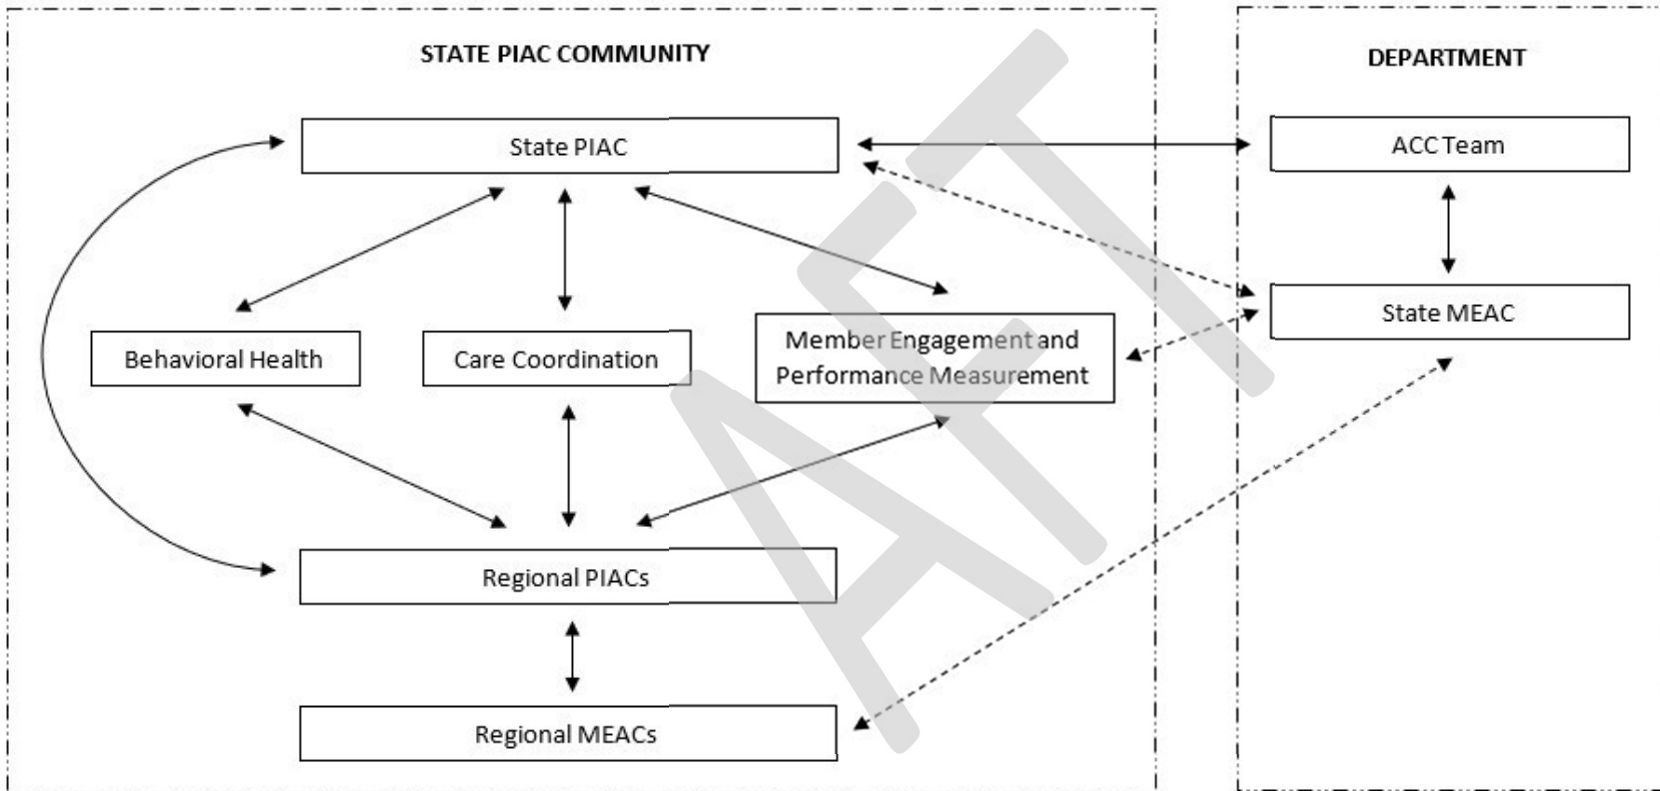 STATE PIAC COMMUNITY
DEPARTMENT
State PIAC
ACC Team
State MEAC
Behavioral Health
Care Coordination
Member Engagement and
Performance Measurement
Regional PIACs
Regional MEACs
AFT